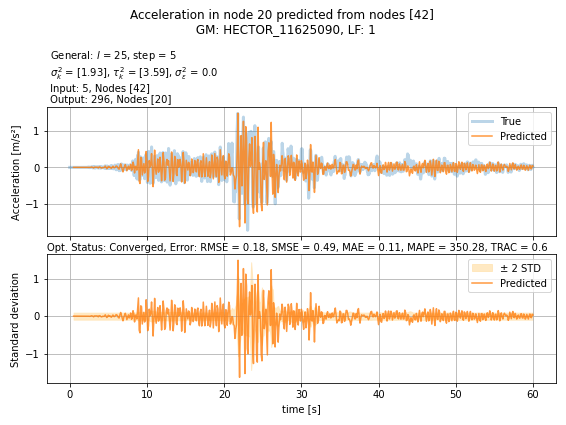 Acceleration in node 20 predicted from nodes [42]
GM: HECTOR_11625090, LF: 1
General: l = 25, step = 5
σ²ₖ = [1.93], τ²ₖ = [3.59], σ²ε = 0.0
Input: 5, Nodes [42]
Output: 296, Nodes [20]
Acceleration [m/s²]
1
0
−1
True
Predicted
Opt. Status: Converged, Error: RMSE = 0.18, SMSE = 0.49, MAE = 0.11, MAPE = 350.28, TRAC = 0.6
Standard deviation
1
0
−1
± 2 STD
Predicted
0 10 20 30 40 50 60
time [s]